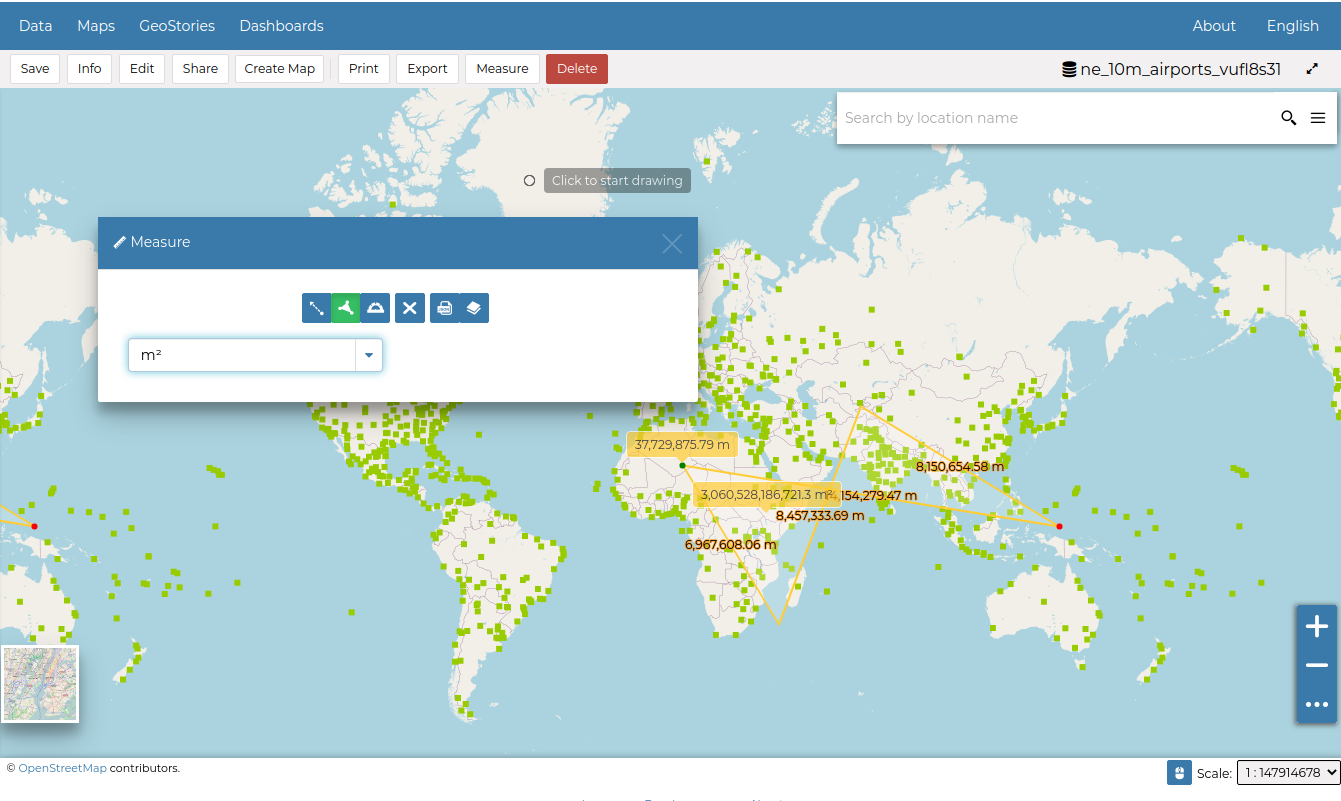 Data Maps GeoStories Dashboards About English
Save Info Edit Share Create Map Print Export Measure Delete ne_10m_airports_vufl8s31
Search by location name
Click to start drawing
Measure
m²
37,729,875.79 m
8,150,654.58 m
3,060,528,186,721.3 m²
,154,279.47 m
8,457,333.69 m
6,967,608.06 m
© OpenStreetMap contributors.
Scale: 1 : 147914678